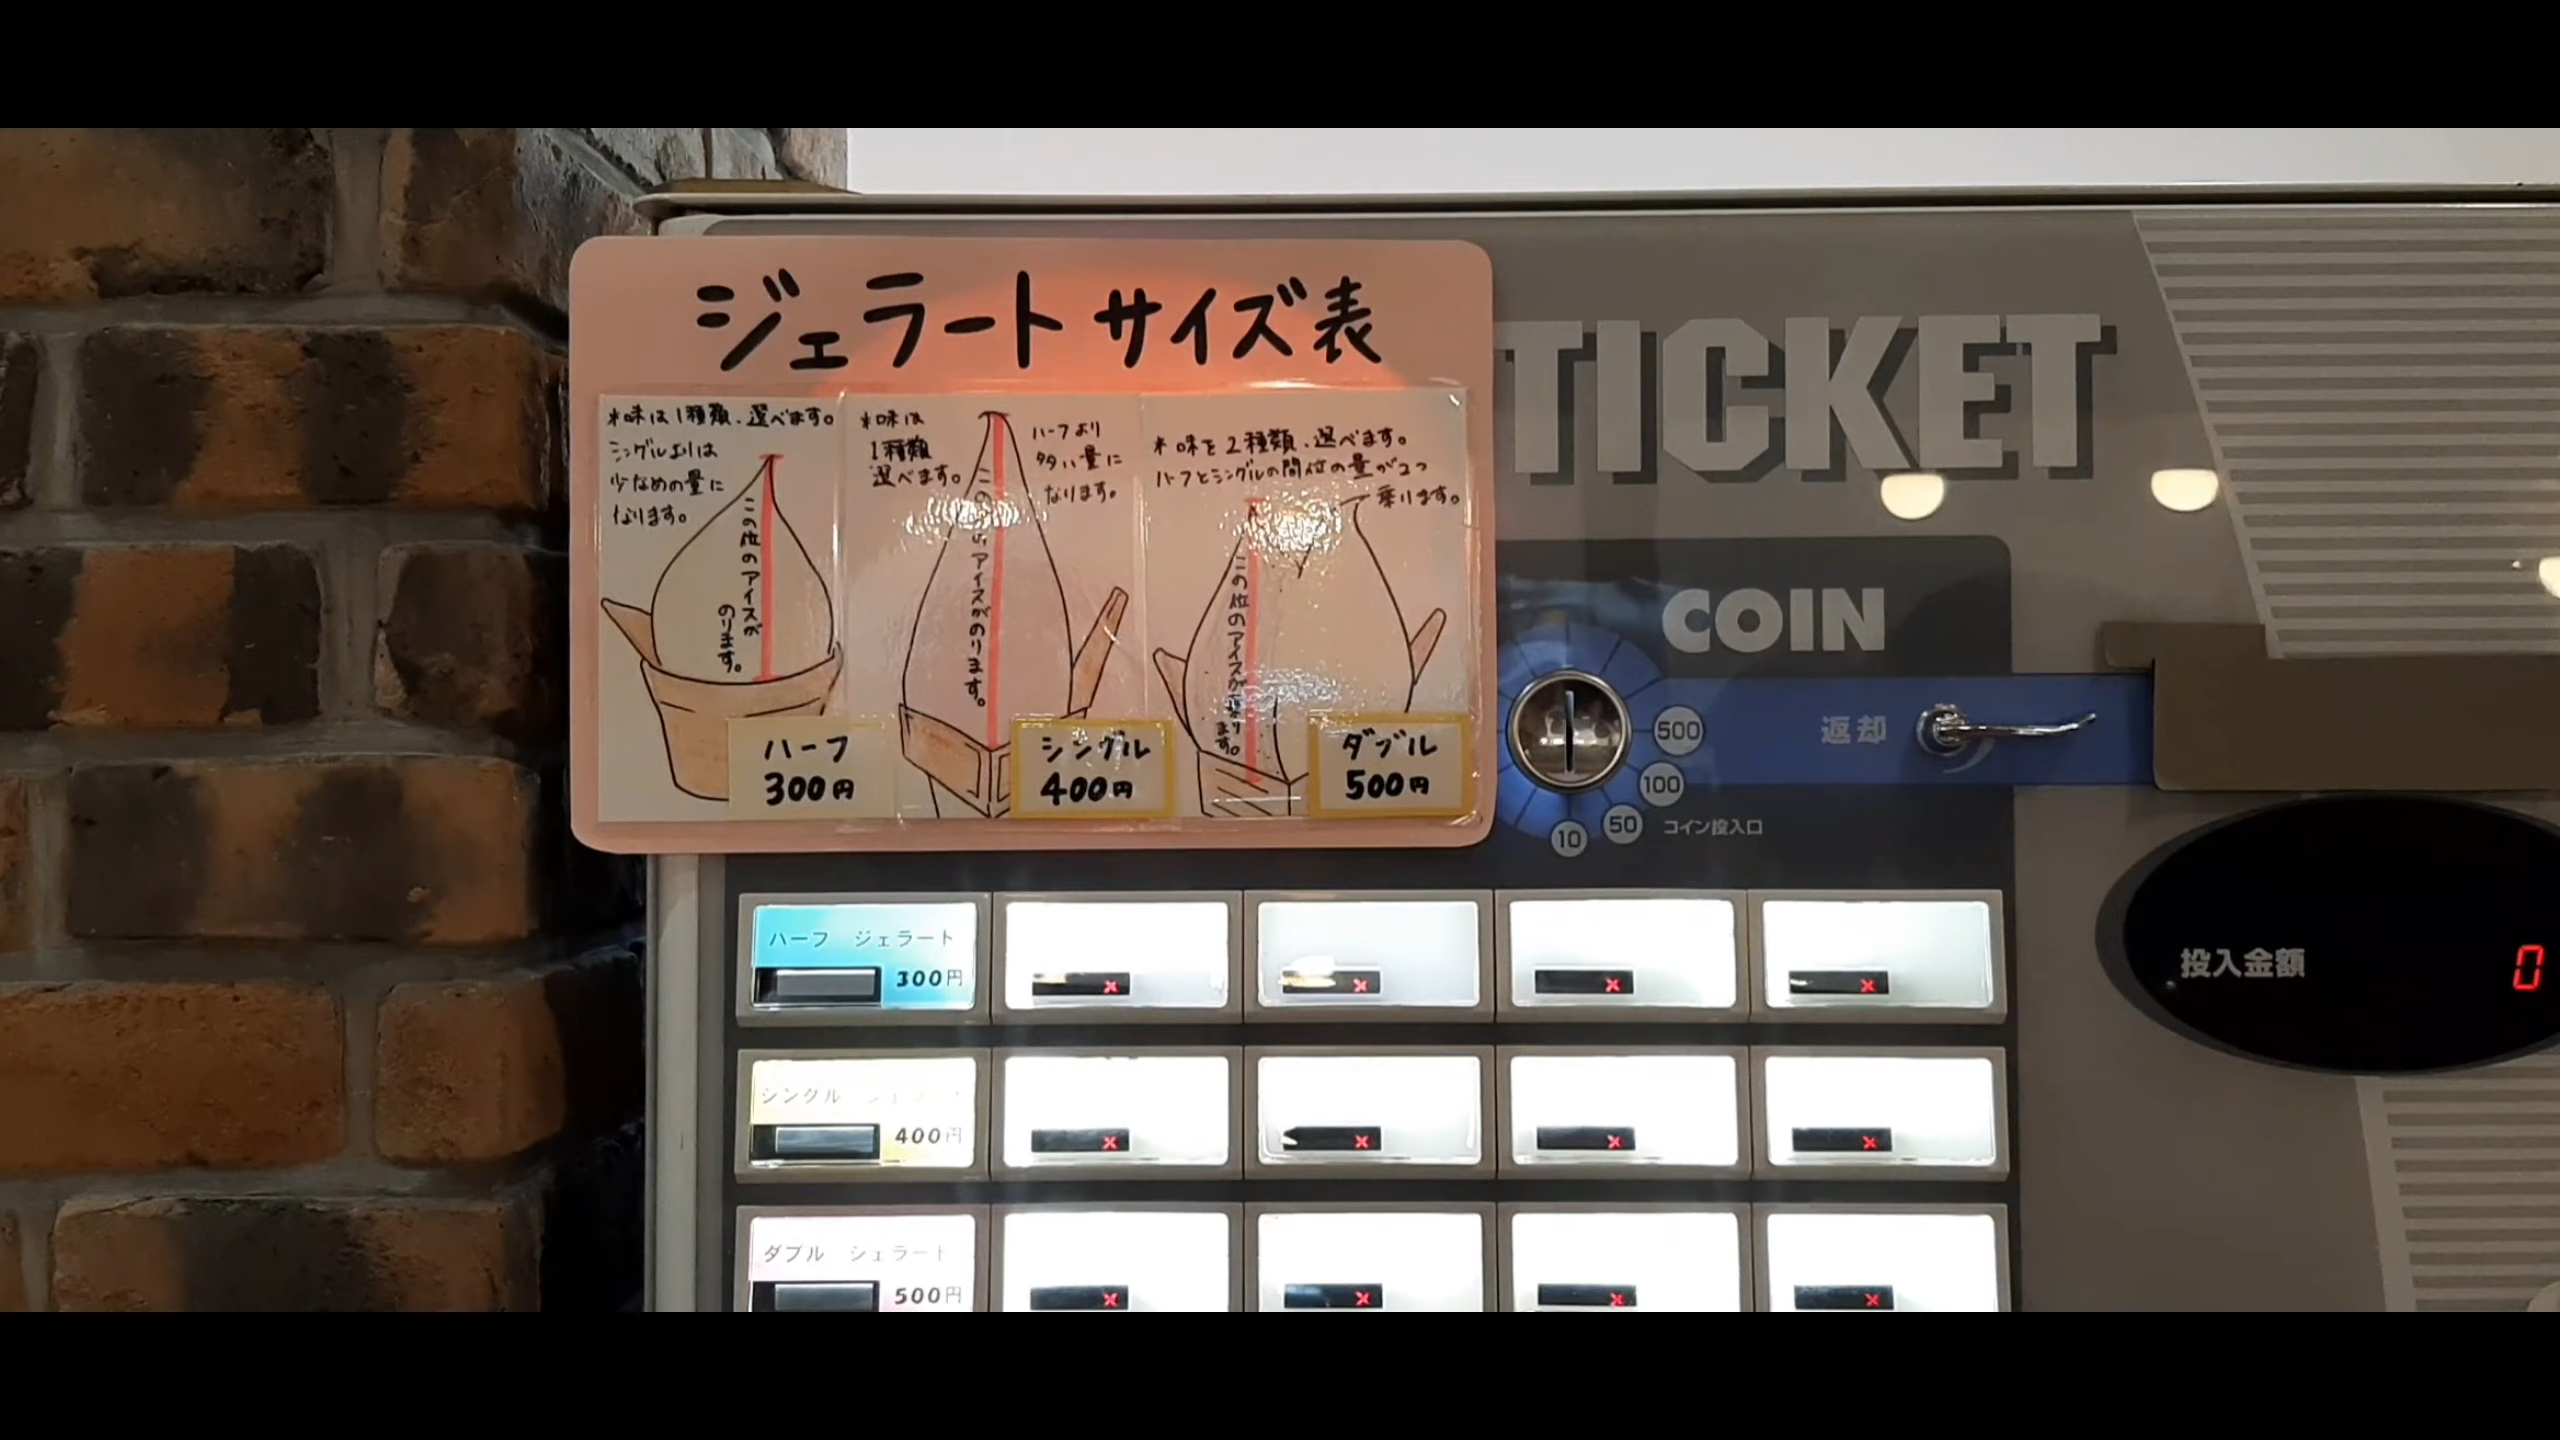 ジェラートサイズ表
*味は1種類、選べます。
シングルよりは
少なめの量に
なります。
この位のアイスが
のります。
ハーフ
300円
*味は
1種類
選べます。
ハーフより
多い量に
なります。
アイスがのります。
シングル
400円
*味を2種類、選べます。
ハーフとシングルの間位の量が2つ
乗ります。
この位のアイスが
ます。
ダブル
500円
TICKET
COIN
500
100
50
10
コイン投入口
返却
投入金額
0
ハーフ ジェラート
300円
シングル
400円
ダブル ジェラート
500円